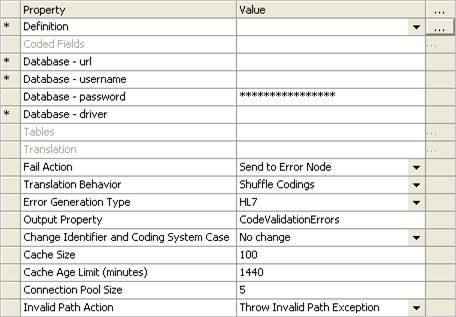 Property Value ...
* Definition ...
Coded Fields ...
* Database - url
* Database - username
Database - password ****************
* Database - driver
Tables ...
Translation ...
Fail Action Send to Error Node
Translation Behavior Shuffle Codings
Error Generation Type HL7
Output Property CodeValidationErrors
Change Identifier and Coding System Case No change
Cache Size 100
Cache Age Limit (minutes) 1440
Connection Pool Size 5
Invalid Path Action Throw Invalid Path Exception